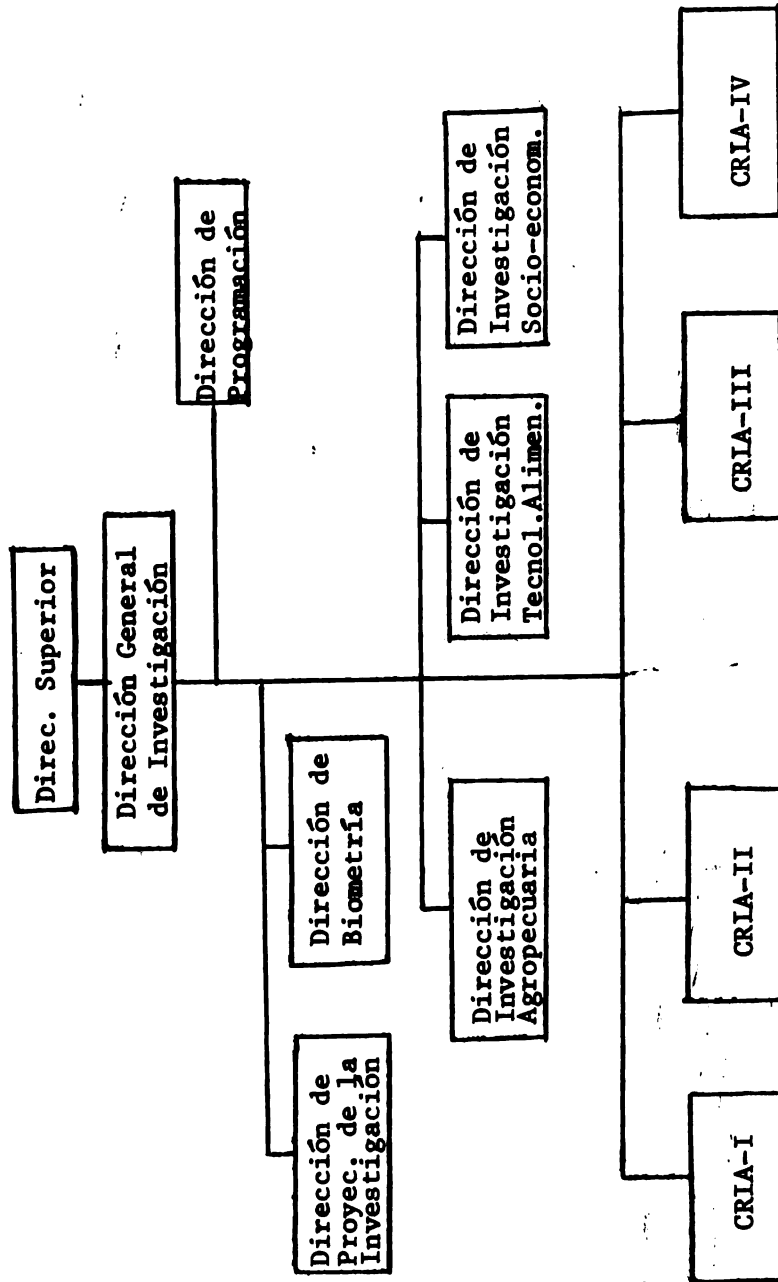 Direc. Superior
Dirección General
de Investigación
Dirección de
Programación
Dirección de
Proyec. de la
Investigación
Dirección de
Biometría
Dirección de
Investigación
Agropecuaria
Dirección de
Investigación
Tecnol.Alimen.
Dirección de
Investigación
Socio-econom.
CRIA-I
CRIA-II
CRIA-III
CRIA-IV